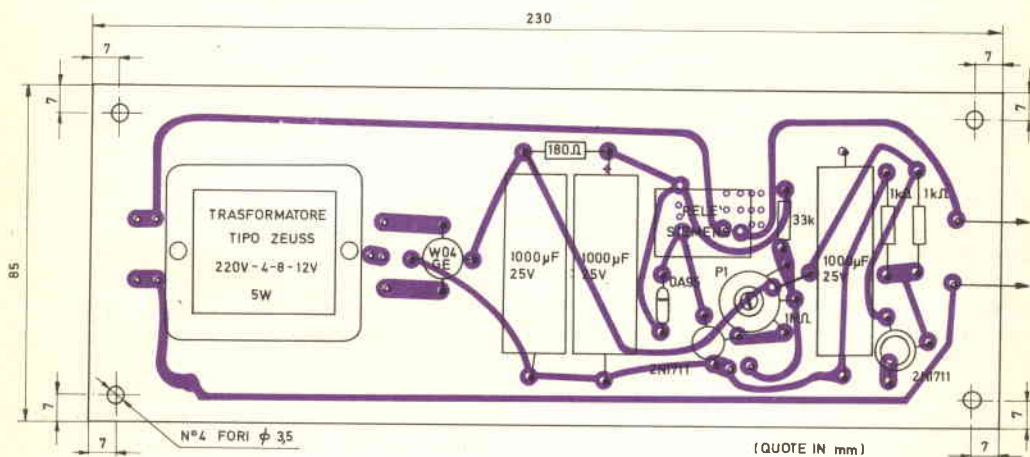 230
7
7
7
7
85
180Ω
TRASFORMATORE
TIPO ZEUSS
220V-4-8-12V
5W
W04
GE
1000µF
25V
1000µF
25V
RELE'
SIEMENS
33k
0A95
P1
1MΩ
1000µF
25V
1kΩ
1kΩ
2N1711
2N1711
7
7
7
7
N°4 FORI ϕ 3,5
(QUOTE IN mm)